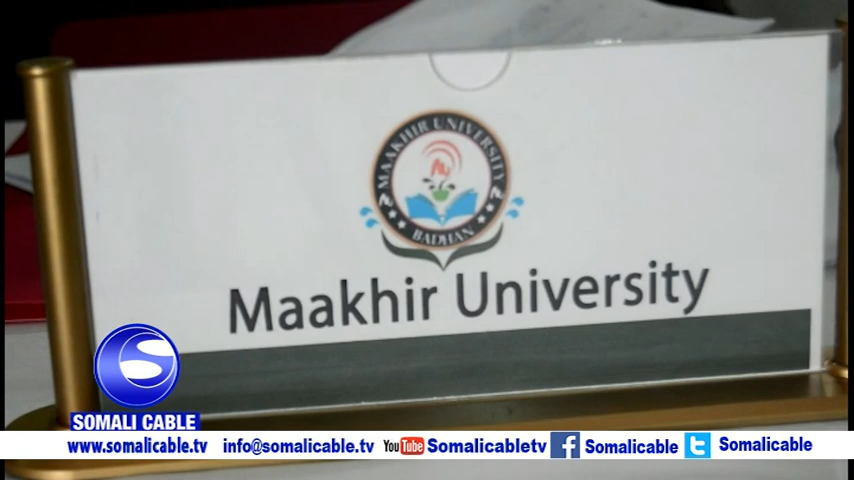 MAAKHIR UNIVERSITY
BADHAN
Maakhir University
S
SOMALI CABLE
www.somalicable.tv info@somalicable.tv YouTube Somalicabletv f Somalicable t Somalicable